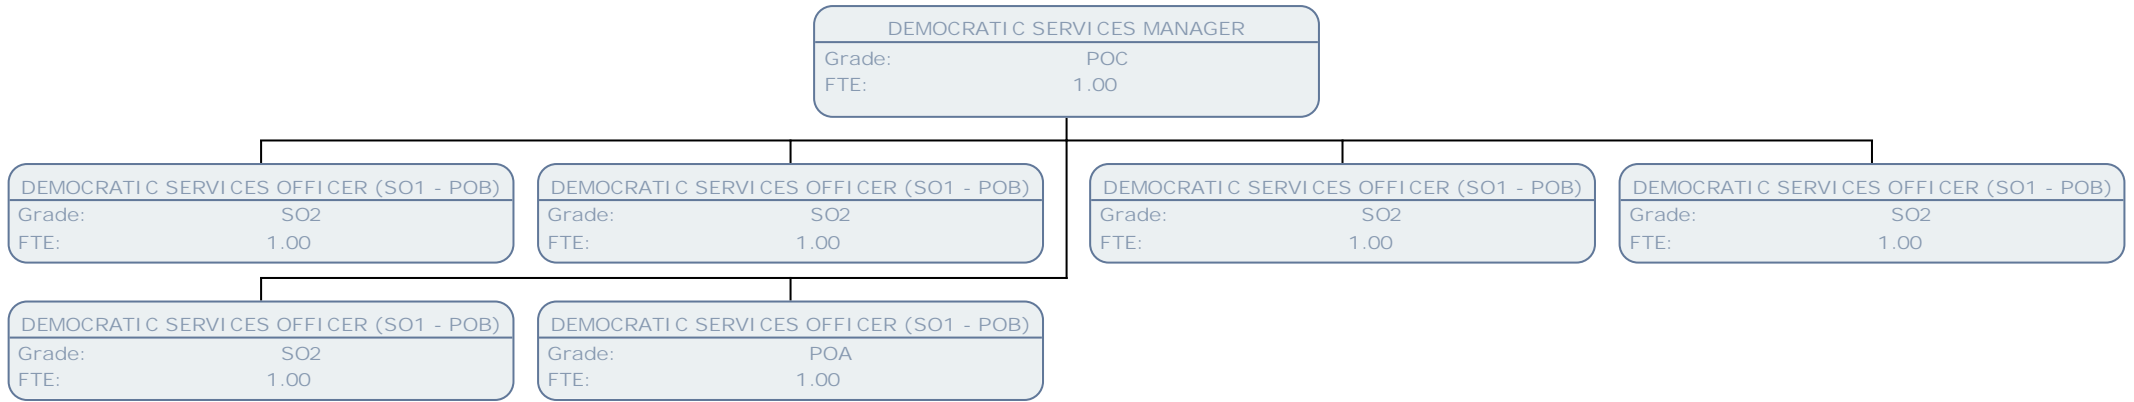 DEMOCRATIC SERVICES MANAGER
Grade: POC
FTE: 1.00
DEMOCRATIC SERVICES OFFICER (SO1 - POB)
Grade: SO2
FTE: 1.00
DEMOCRATIC SERVICES OFFICER (SO1 - POB)
Grade: SO2
FTE: 1.00
DEMOCRATIC SERVICES OFFICER (SO1 - POB)
Grade: SO2
FTE: 1.00
DEMOCRATIC SERVICES OFFICER (SO1 - POB)
Grade: SO2
FTE: 1.00
DEMOCRATIC SERVICES OFFICER (SO1 - POB)
Grade: SO2
FTE: 1.00
DEMOCRATIC SERVICES OFFICER (SO1 - POB)
Grade: POA
FTE: 1.00